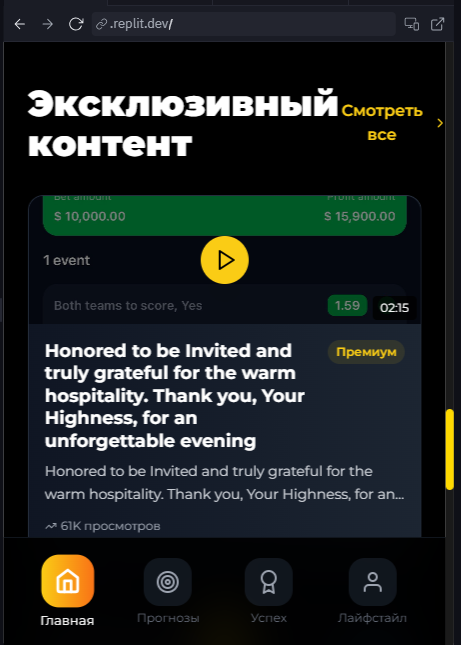 .replit.dev/
Эксклюзивный
контент
Смотреть
все
Bet amount
Profit amount
$ 10,000.00
$ 15,900.00
1 event
Both teams to score, Yes
1.59
02:15
Honored to be Invited and
truly grateful for the warm
hospitality. Thank you, Your
Highness, for an
unforgettable evening
Премиум
Honored to be Invited and truly grateful for the
warm hospitality. Thank you, Your Highness, for an...
61K просмотров
Главная
Прогнозы
Успех
Лайфстайл